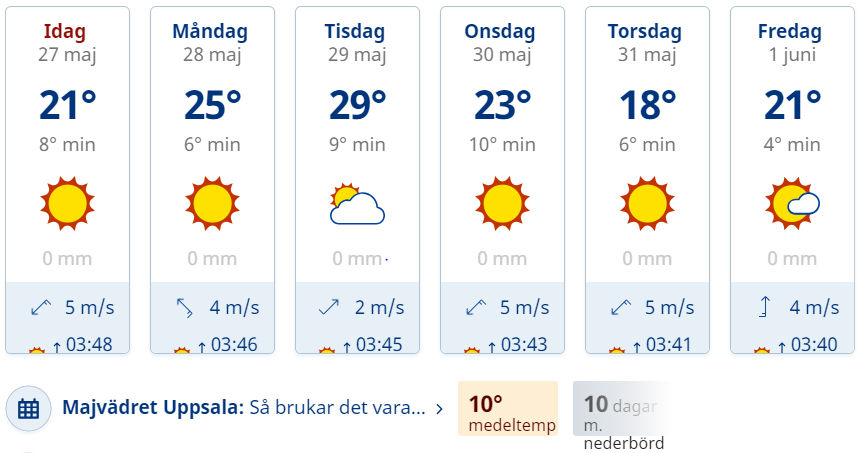 Idag
27 maj
21°
8° min
0 mm
5 m/s
03:48
Måndag
28 maj
25°
6° min
0 mm
4 m/s
03:46
Tisdag
29 maj
29°
9° min
0 mm
2 m/s
03:45
Onsdag
30 maj
23°
10° min
0 mm
5 m/s
03:43
Torsdag
31 maj
18°
6° min
0 mm
5 m/s
03:41
Fredag
1 juni
21°
4° min
0 mm
4 m/s
03:40
Majvädret Uppsala: Så brukar det vara...
10°
medeltemp
10 dagar
m.
nederbörd